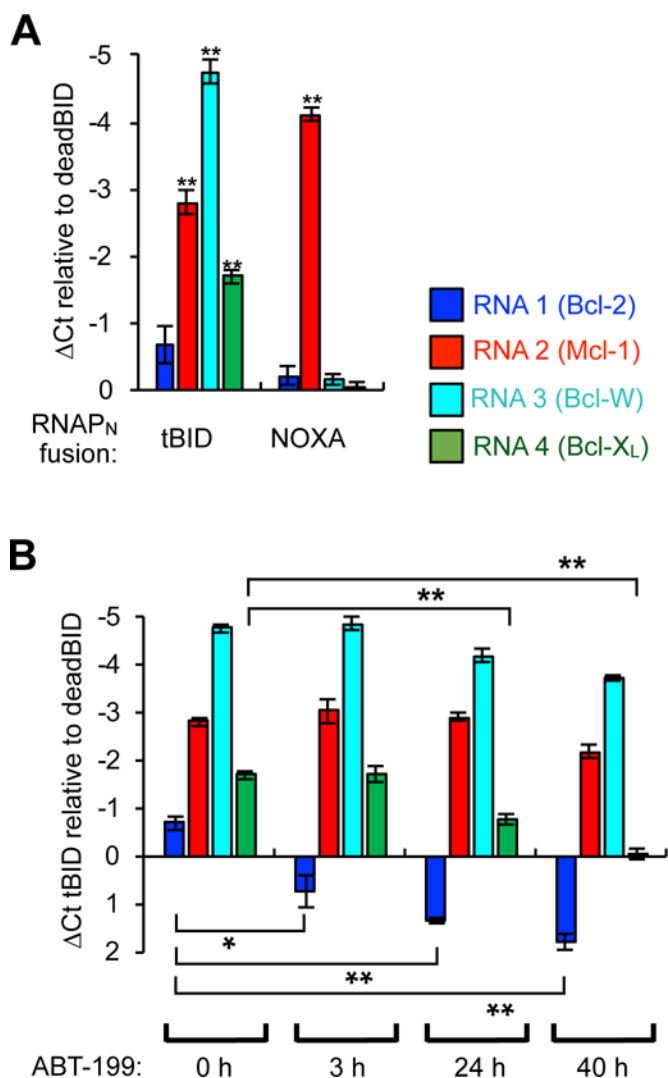 A
ΔCt relative to deadBID
-5
-4
-3
-2
-1
0
**
**
**
**
RNAP_N
fusion:
tBID
NOXA
RNA 1 (Bcl-2)
RNA 2 (Mcl-1)
RNA 3 (Bcl-W)
RNA 4 (Bcl-X_L)
B
ΔCt tBID relative to deadBID
-5
-4
-3
-2
-1
0
1
2
**
**
*
**
**
ABT-199:
0 h
3 h
24 h
40 h